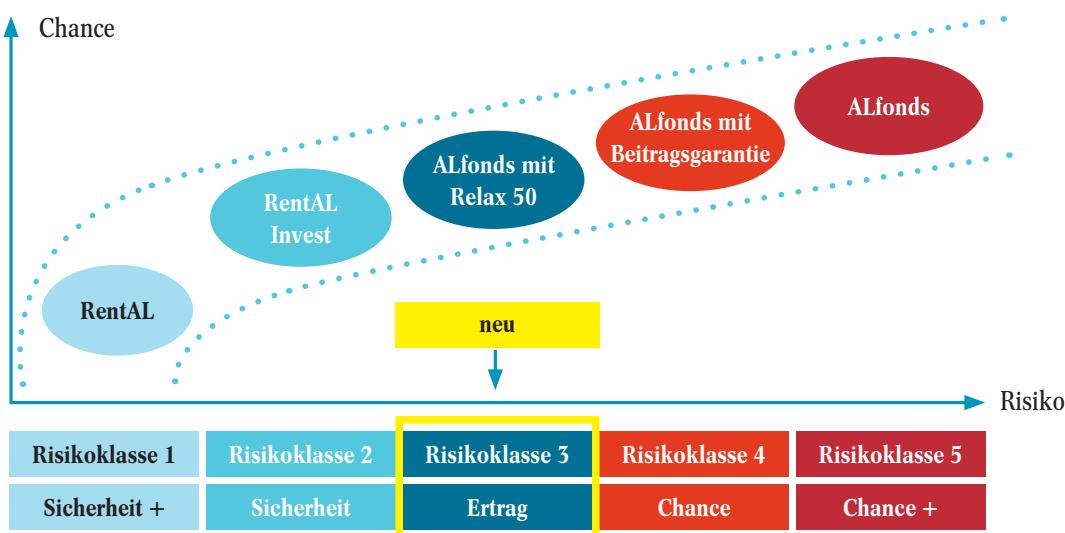 Chance
ALfonds
ALfonds mit
Beitragsgarantie
ALfonds mit
Relax 50
RentAL
Invest
RentAL
neu
Risiko
Risikoklasse 1
Risikoklasse 2
Risikoklasse 3
Risikoklasse 4
Risikoklasse 5
Sicherheit +
Sicherheit
Ertrag
Chance
Chance +